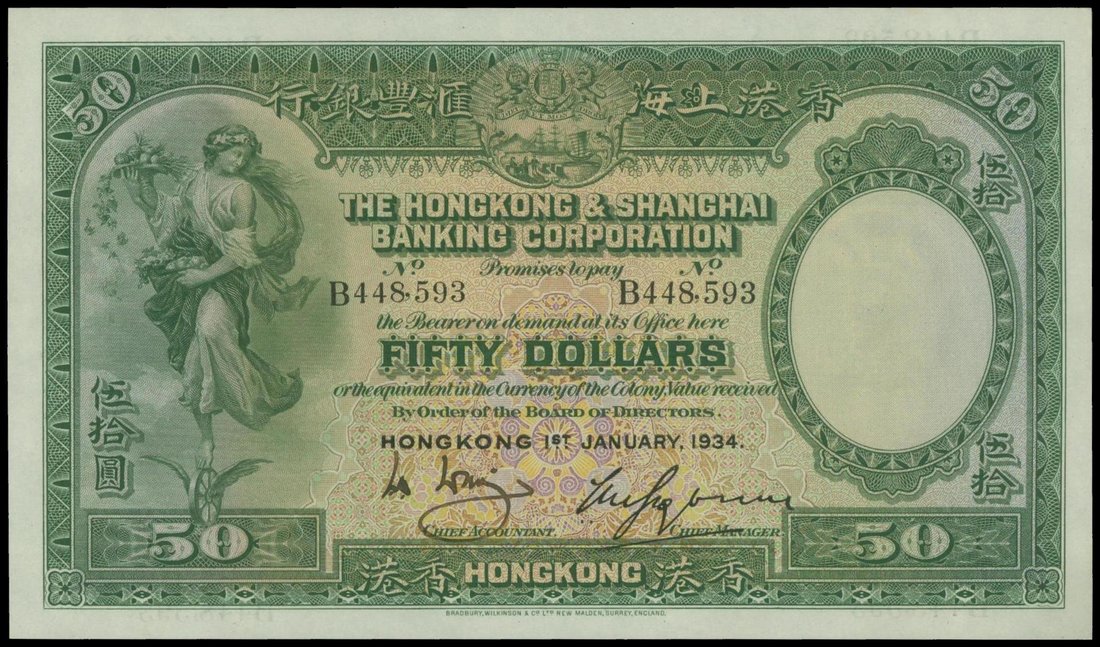 50
50
香港上海滙豐銀行
THE HONGKONG & SHANGHAI
BANKING CORPORATION
Nº Promises to pay Nº
B448,593 B448,593
the Bearer on demand at its Office here
FIFTY DOLLARS
or the equivalent in the Currency of the Colony, Value received
By Order of the BOARD OF DIRECTORS.
HONGKONG 1ST JANUARY, 1934.
CHIEF ACCOUNTANT CHIEF MANAGER
伍拾圓
伍拾
伍拾
50
50
香港 HONGKONG 香港
BRADBURY, WILKINSON & Cº. LTD NEW MALDEN, SURREY, ENGLAND.